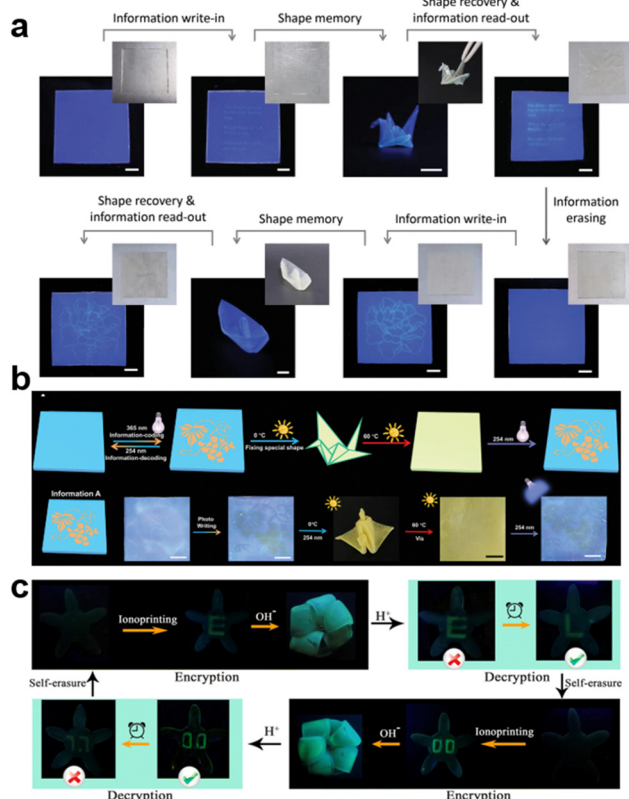 a
Information write-in
Shape memory
Shape recovery &
information read-out
Shape recovery &
information read-out
Shape memory
Information write-in
Information
erasing
b
365 nm
Information-coding
254 nm
Information-decoding
0 °C
Fixing special shape
60 °C
254 nm
Information A
Photo
Writing
0°C
254 nm
60 °C
Vis
254 nm
c
Ionoprinting
E
OH⁻
H⁺
E
L
Encryption
Decryption
Self-erasure
Self-erasure
H⁺
OH⁻
00
Ionoprinting
00
Decryption
Encryption